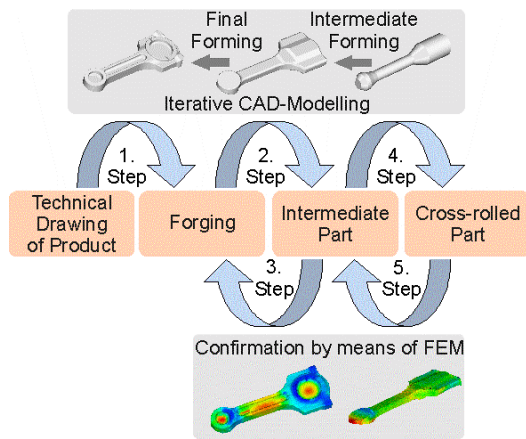 Final
Forming
Intermediate
Forming
Iterative CAD-Modelling
1.
Step
2.
Step
4.
Step
Technical
Drawing
of Product
Forging
Intermediate
Part
Cross-rolled
Part
3.
Step
5.
Step
Confirmation by means of FEM